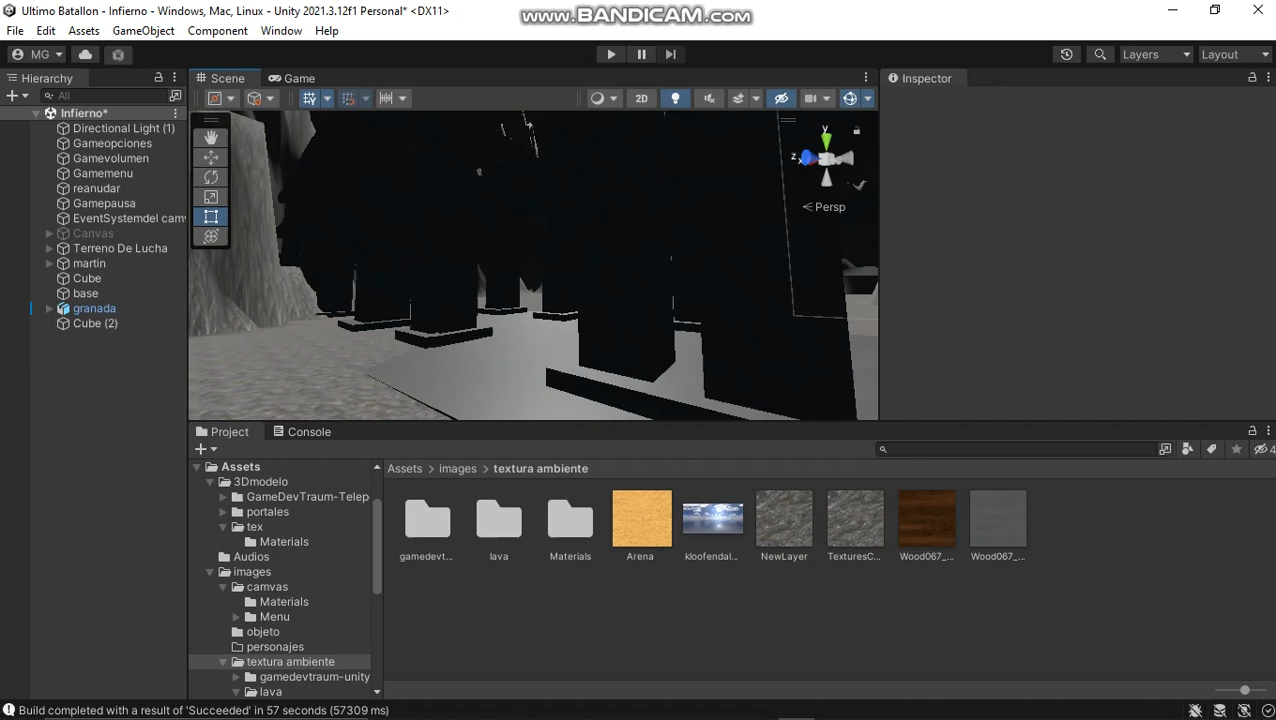 Ultimo Batallon - Infierno - Windows, Mac, Linux - Unity 2021.3.12f1 Personal* <DX11>
www.BANDICAM.com
File Edit Assets GameObject Component Window Help
MG Layers Layout
Hierarchy Scene Game Inspector
All 2D
Infierno*
Directional Light (1)
Gameopciones
Gamevolumen
Gamemenu
reanudar
Gamepausa
EventSystemdel cam
Canvas
Terreno De Lucha
martin
Cube
base
granada
Cube (2)
y
z
x
< Persp
Project Console
4
Assets
3Dmodelo
GameDevTraum-Telep
portales
tex
Materials
Audios
images
camvas
Materials
Menu
objeto
personajes
textura ambiente
gamedevtraum-unity
lava
Assets > images > textura ambiente
gamedevt... lava Materials Arena kloofendal... NewLayer TexturesC... Wood067_... Wood067_...
Build completed with a result of 'Succeeded' in 57 seconds (57309 ms)